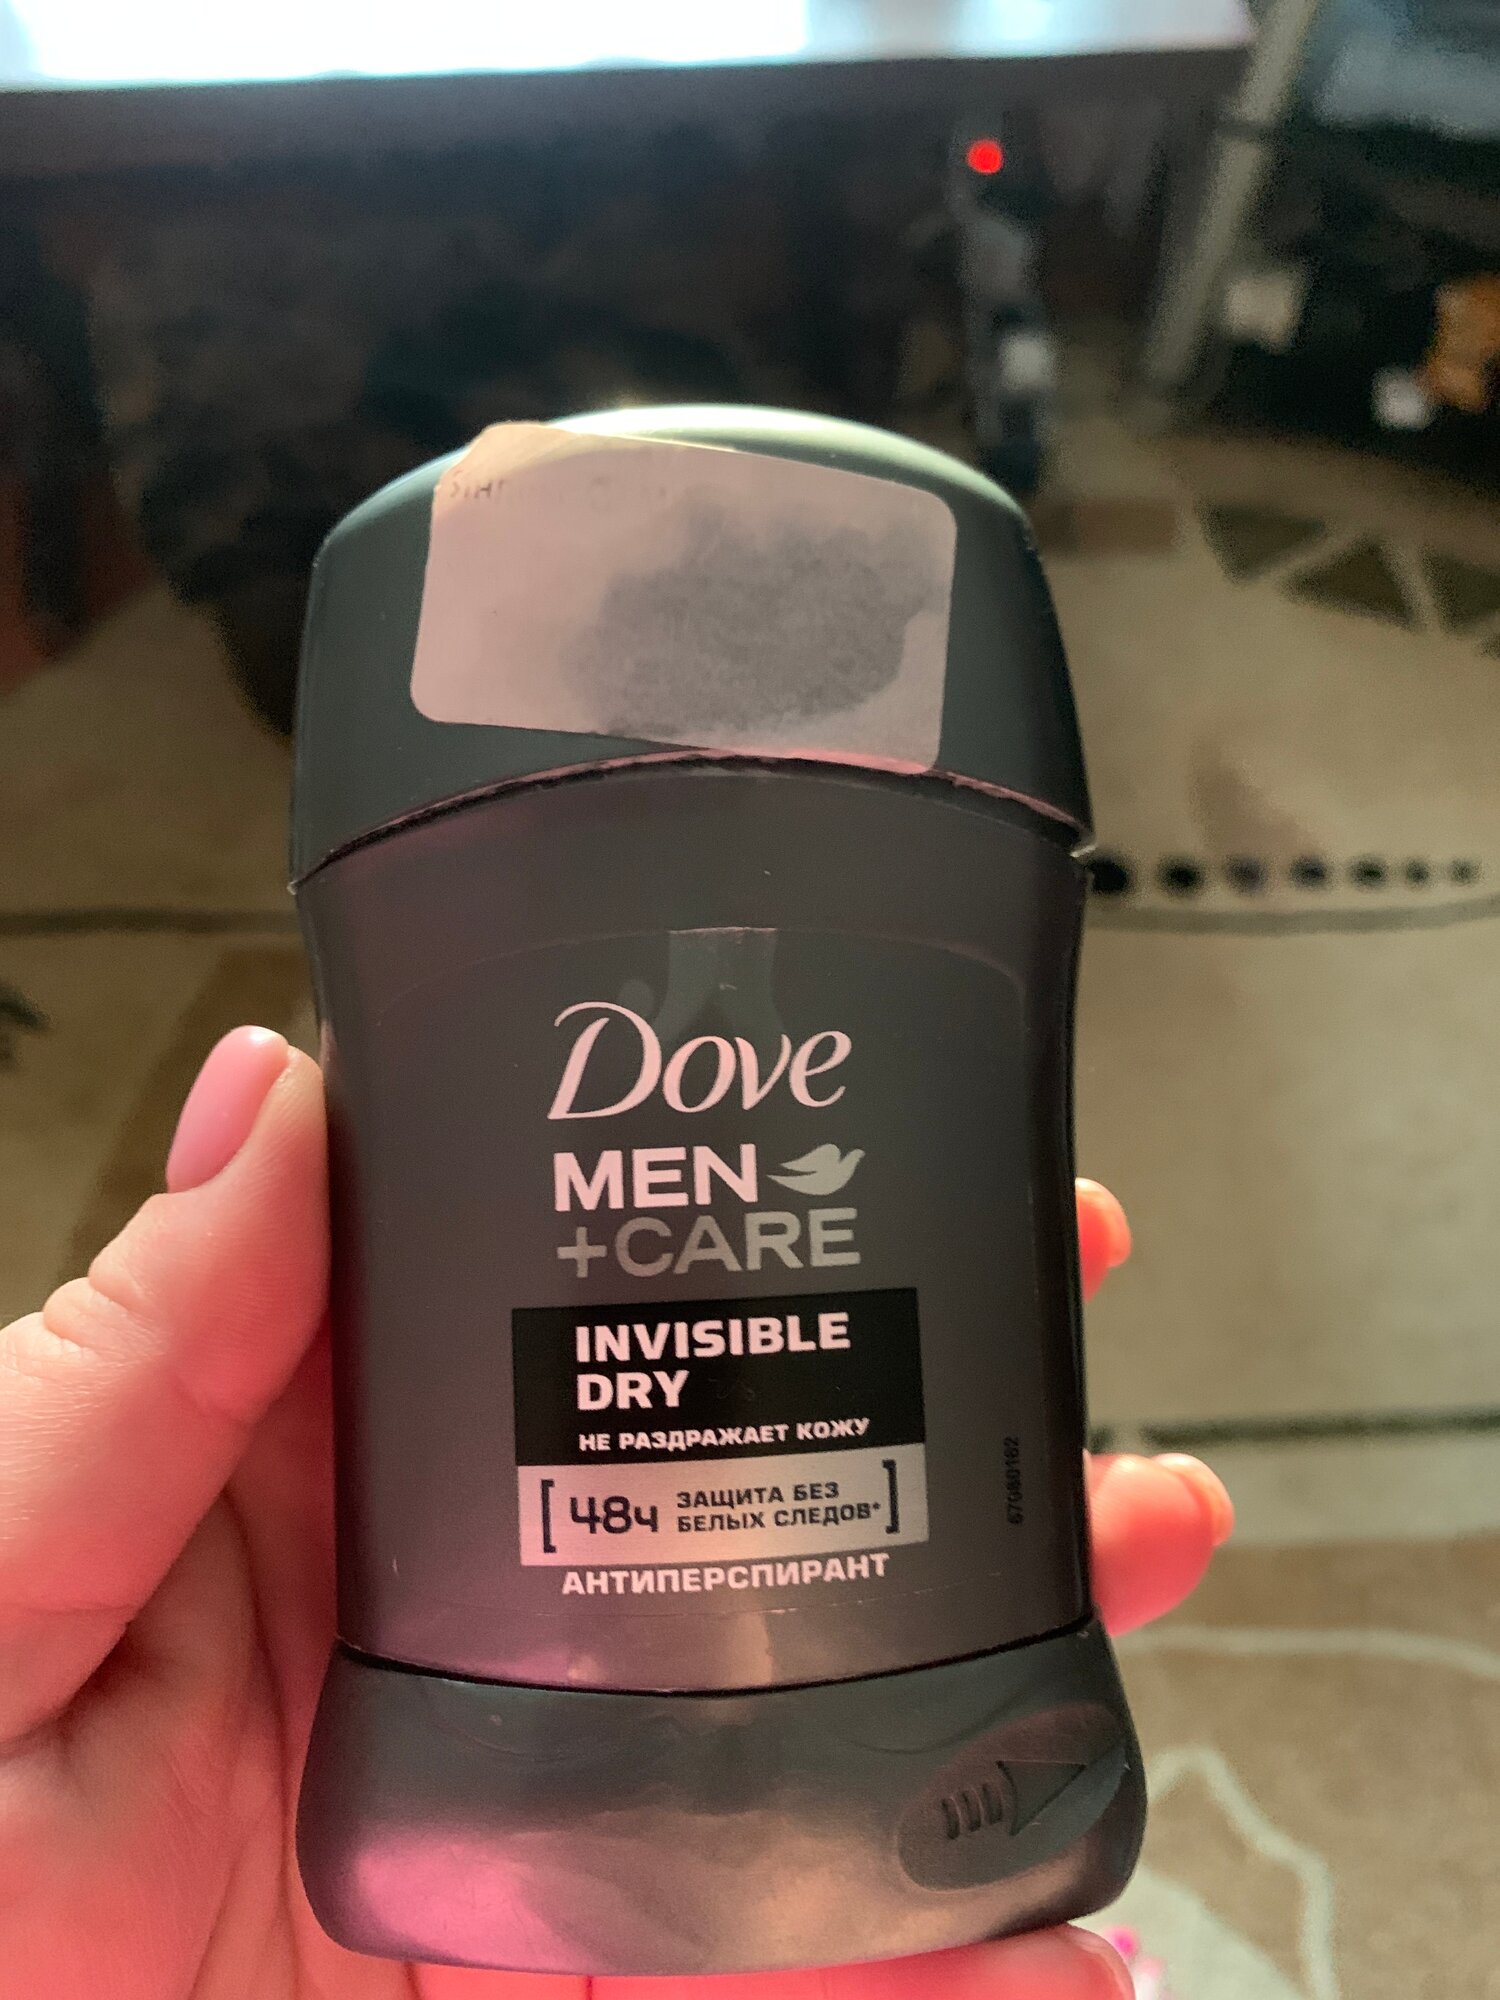 Dove
MEN
+CARE
INVISIBLE
DRY
НЕ РАЗДРАЖАЕТ КОЖУ
[48ч ЗАЩИТА БЕЗ
БЕЛЫХ СЛЕДОВ*]
АНТИПЕРСПИРАНТ